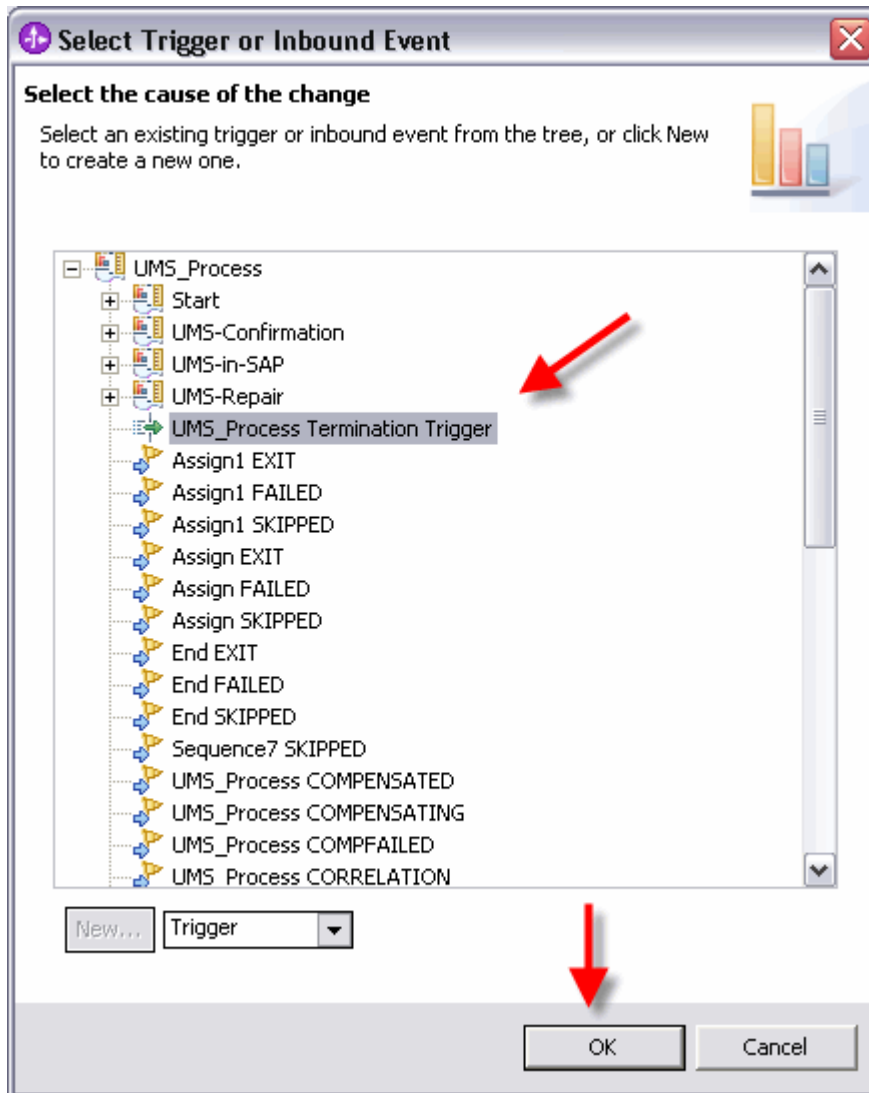 Select Trigger or Inbound Event
Select the cause of the change
Select an existing trigger or inbound event from the tree, or click New
to create a new one.
UMS_Process
Start
UMS-Confirmation
UMS-in-SAP
UMS-Repair
UMS_Process Termination Trigger
Assign1 EXIT
Assign1 FAILED
Assign1 SKIPPED
Assign EXIT
Assign FAILED
Assign SKIPPED
End EXIT
End FAILED
End SKIPPED
Sequence7 SKIPPED
UMS_Process COMPENSATED
UMS_Process COMPENSATING
UMS_Process COMPFAILED
UMS_Process CORRELATION
New... Trigger
OK Cancel